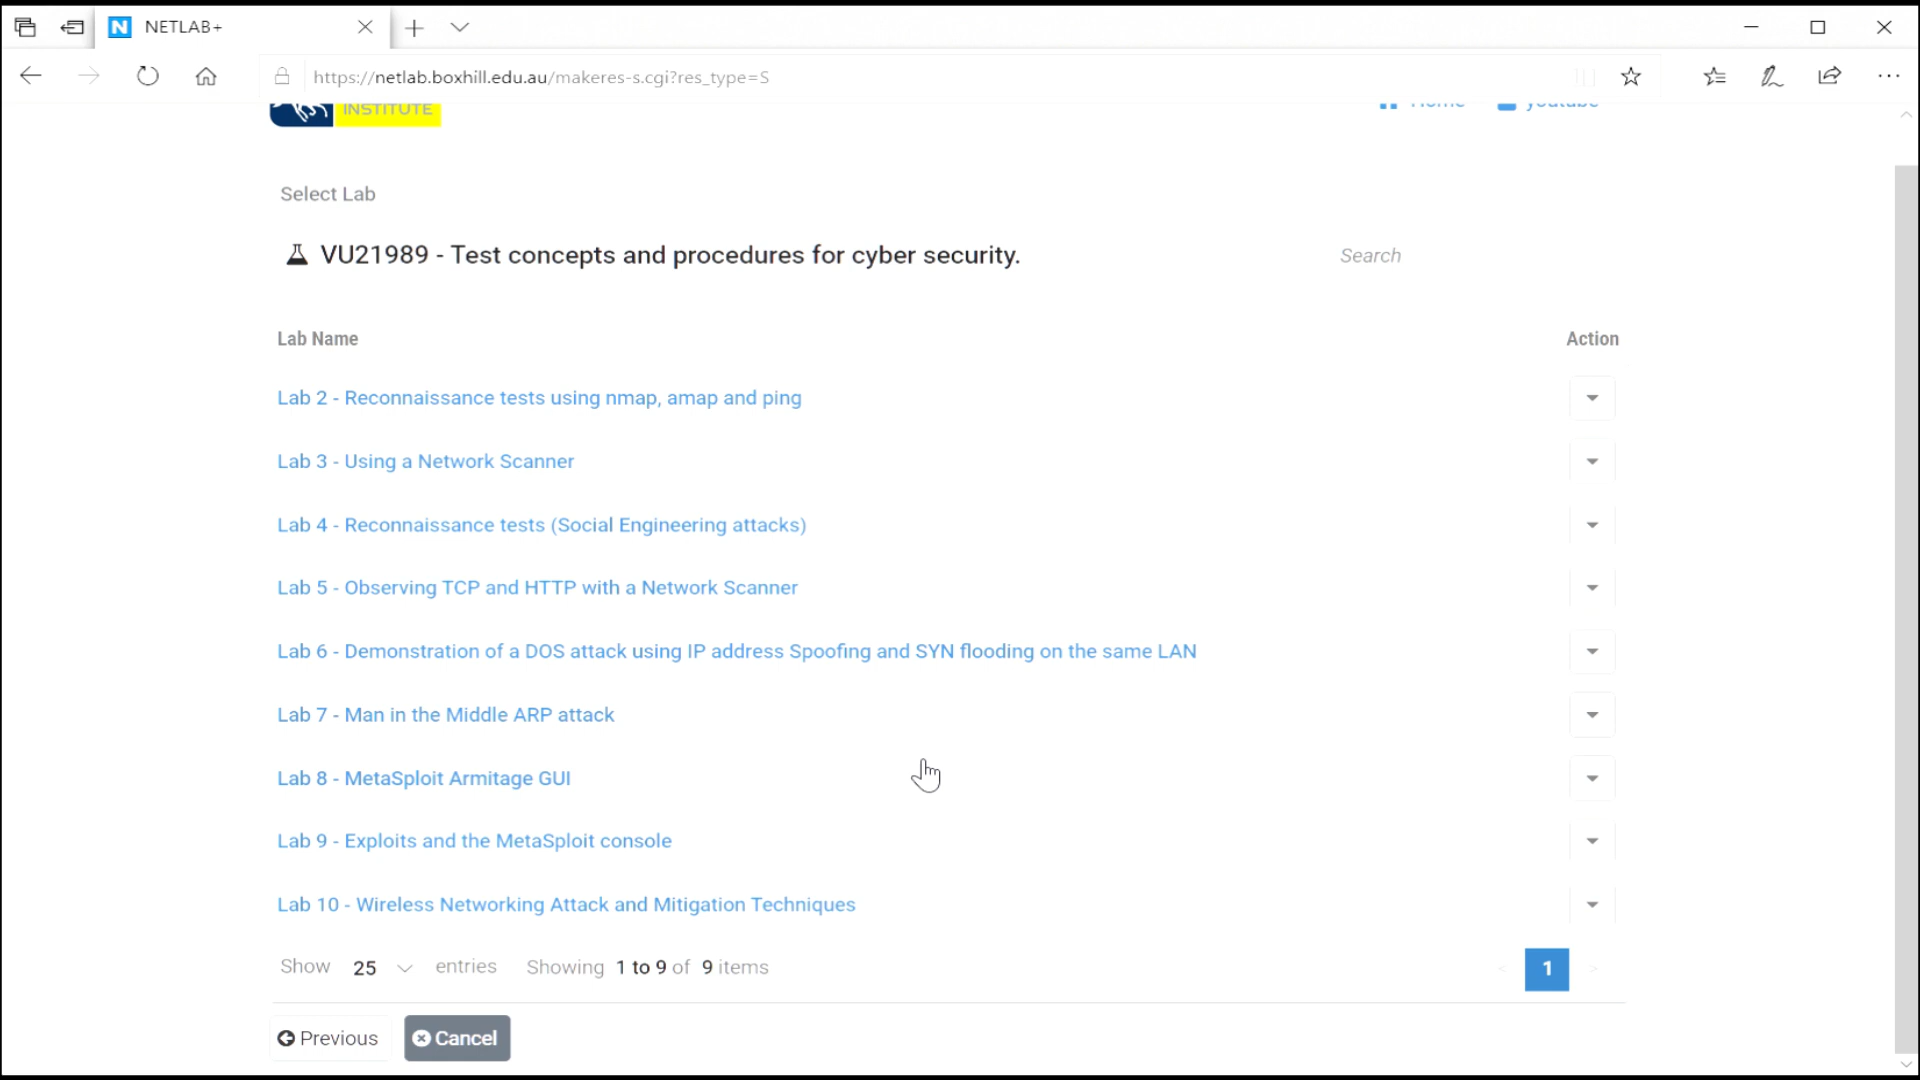 NETLAB+
https://netlab.boxhill.edu.au/makeres-s.cgi?res_type=S
INSTITUTE
Home youtube
Select Lab
VU21989 - Test concepts and procedures for cyber security.
Search
Lab Name Action
Lab 2 - Reconnaissance tests using nmap, amap and ping
Lab 3 - Using a Network Scanner
Lab 4 - Reconnaissance tests (Social Engineering attacks)
Lab 5 - Observing TCP and HTTP with a Network Scanner
Lab 6 - Demonstration of a DOS attack using IP address Spoofing and SYN flooding on the same LAN
Lab 7 - Man in the Middle ARP attack
Lab 8 - MetaSploit Armitage GUI
Lab 9 - Exploits and the MetaSploit console
Lab 10 - Wireless Networking Attack and Mitigation Techniques
Show 25 entries Showing 1 to 9 of 9 items < 1 >
Previous Cancel